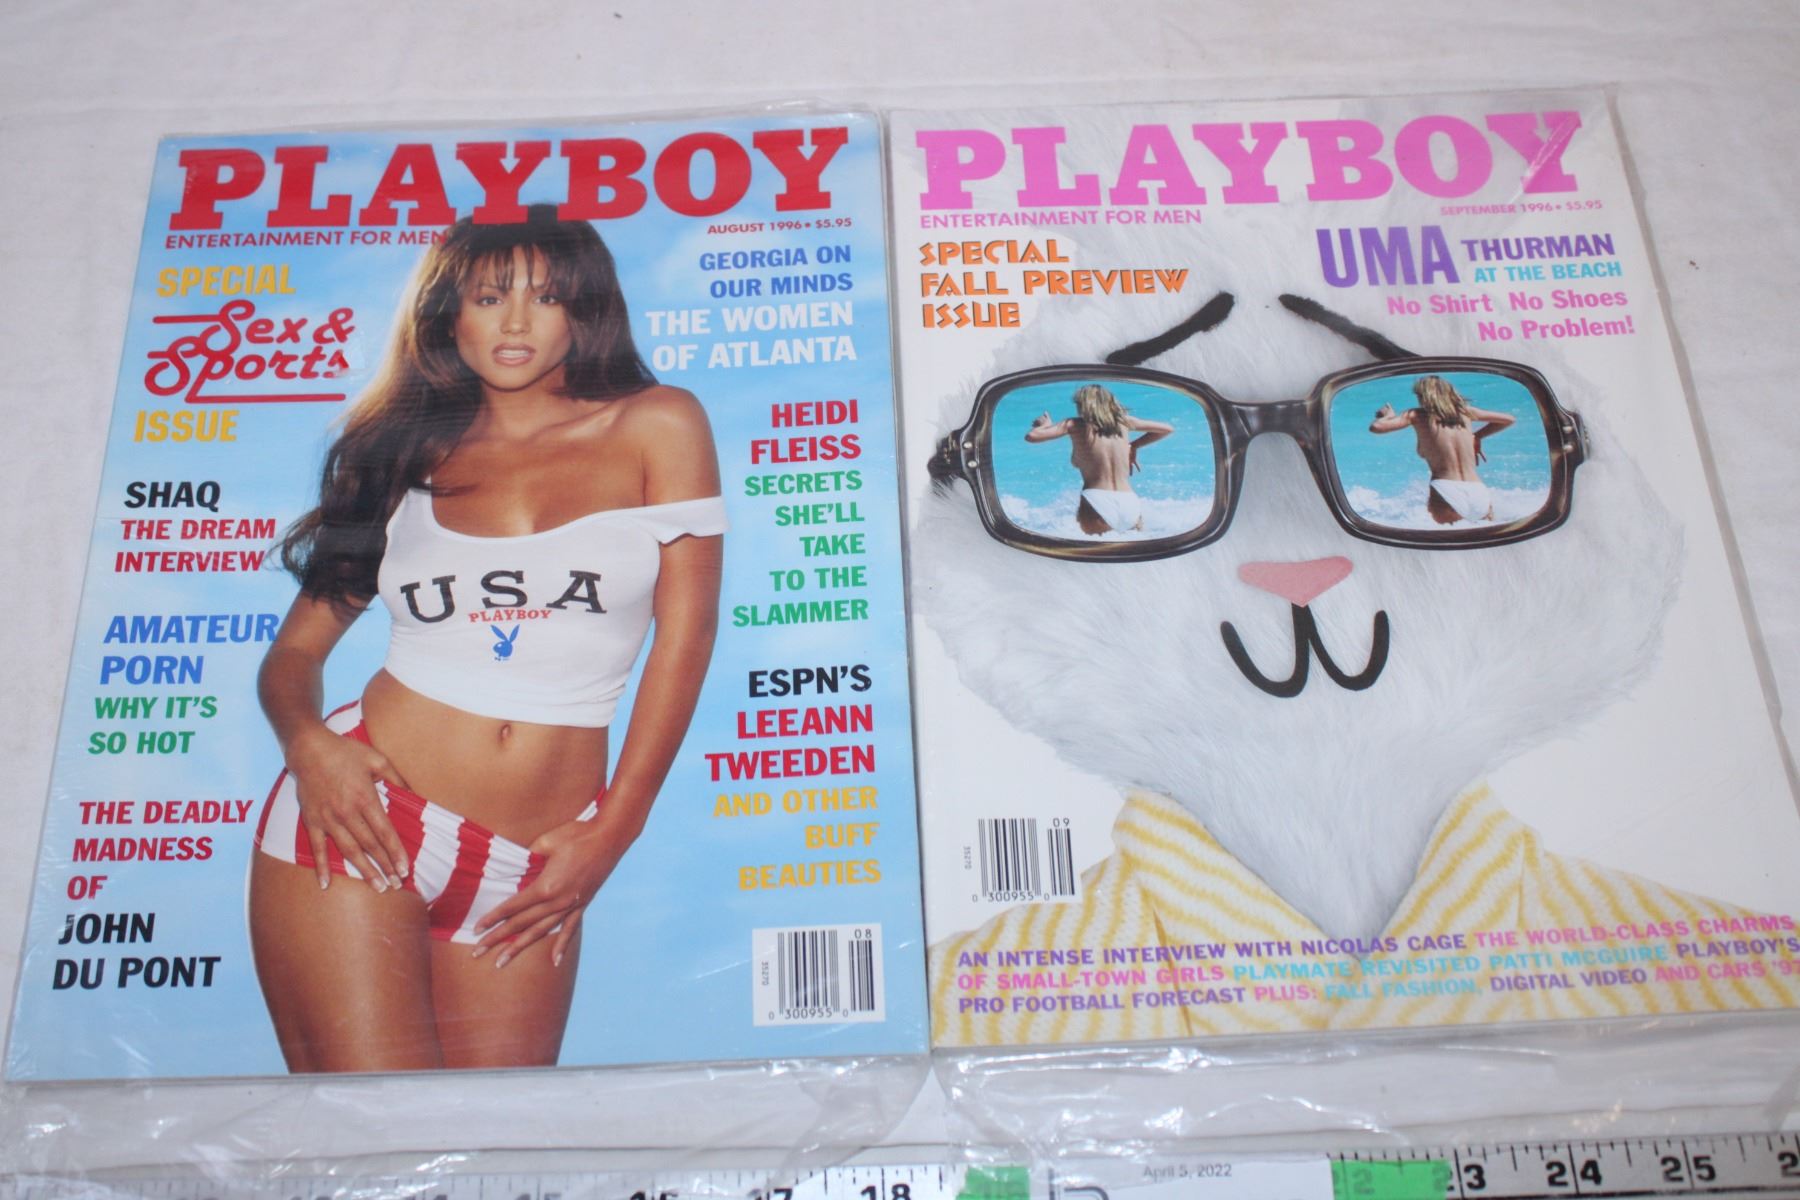 PLAYBOY
ENTERTAINMENT FOR MEN
AUGUST 1996 • $5.95
SPECIAL
Sex &
Sports
ISSUE
SHAQ
THE DREAM
INTERVIEW
AMATEUR
PORN
WHY IT'S
SO HOT
THE DEADLY
MADNESS
OF
JOHN
DU PONT
GEORGIA ON
OUR MINDS
THE WOMEN
OF ATLANTA
HEIDI
FLEISS
SECRETS
SHE'LL
TAKE
TO THE
SLAMMER
ESPN'S
LEEANN
TWEEDEN
AND OTHER
BUFF
BEAUTIES
USA
PLAYBOY
08
35270
0 300955 0
PLAYBOY
ENTERTAINMENT FOR MEN
SEPTEMBER 1996 • $5.95
SPECIAL
FALL PREVIEW
ISSUE
UMA THURMAN
AT THE BEACH
No Shirt No Shoes
No Problem!
09
35270
0 300955 0
AN INTENSE INTERVIEW WITH NICOLAS CAGE THE WORLD-CLASS CHARMS
OF SMALL-TOWN GIRLS PLAYMATE REVISITED PATTI MCGUIRE PLAYBOY'S
PRO FOOTBALL FORECAST PLUS: FALL FASHION, DIGITAL VIDEO AND CARS '97
17 18 23 24 25
April 5, 2022